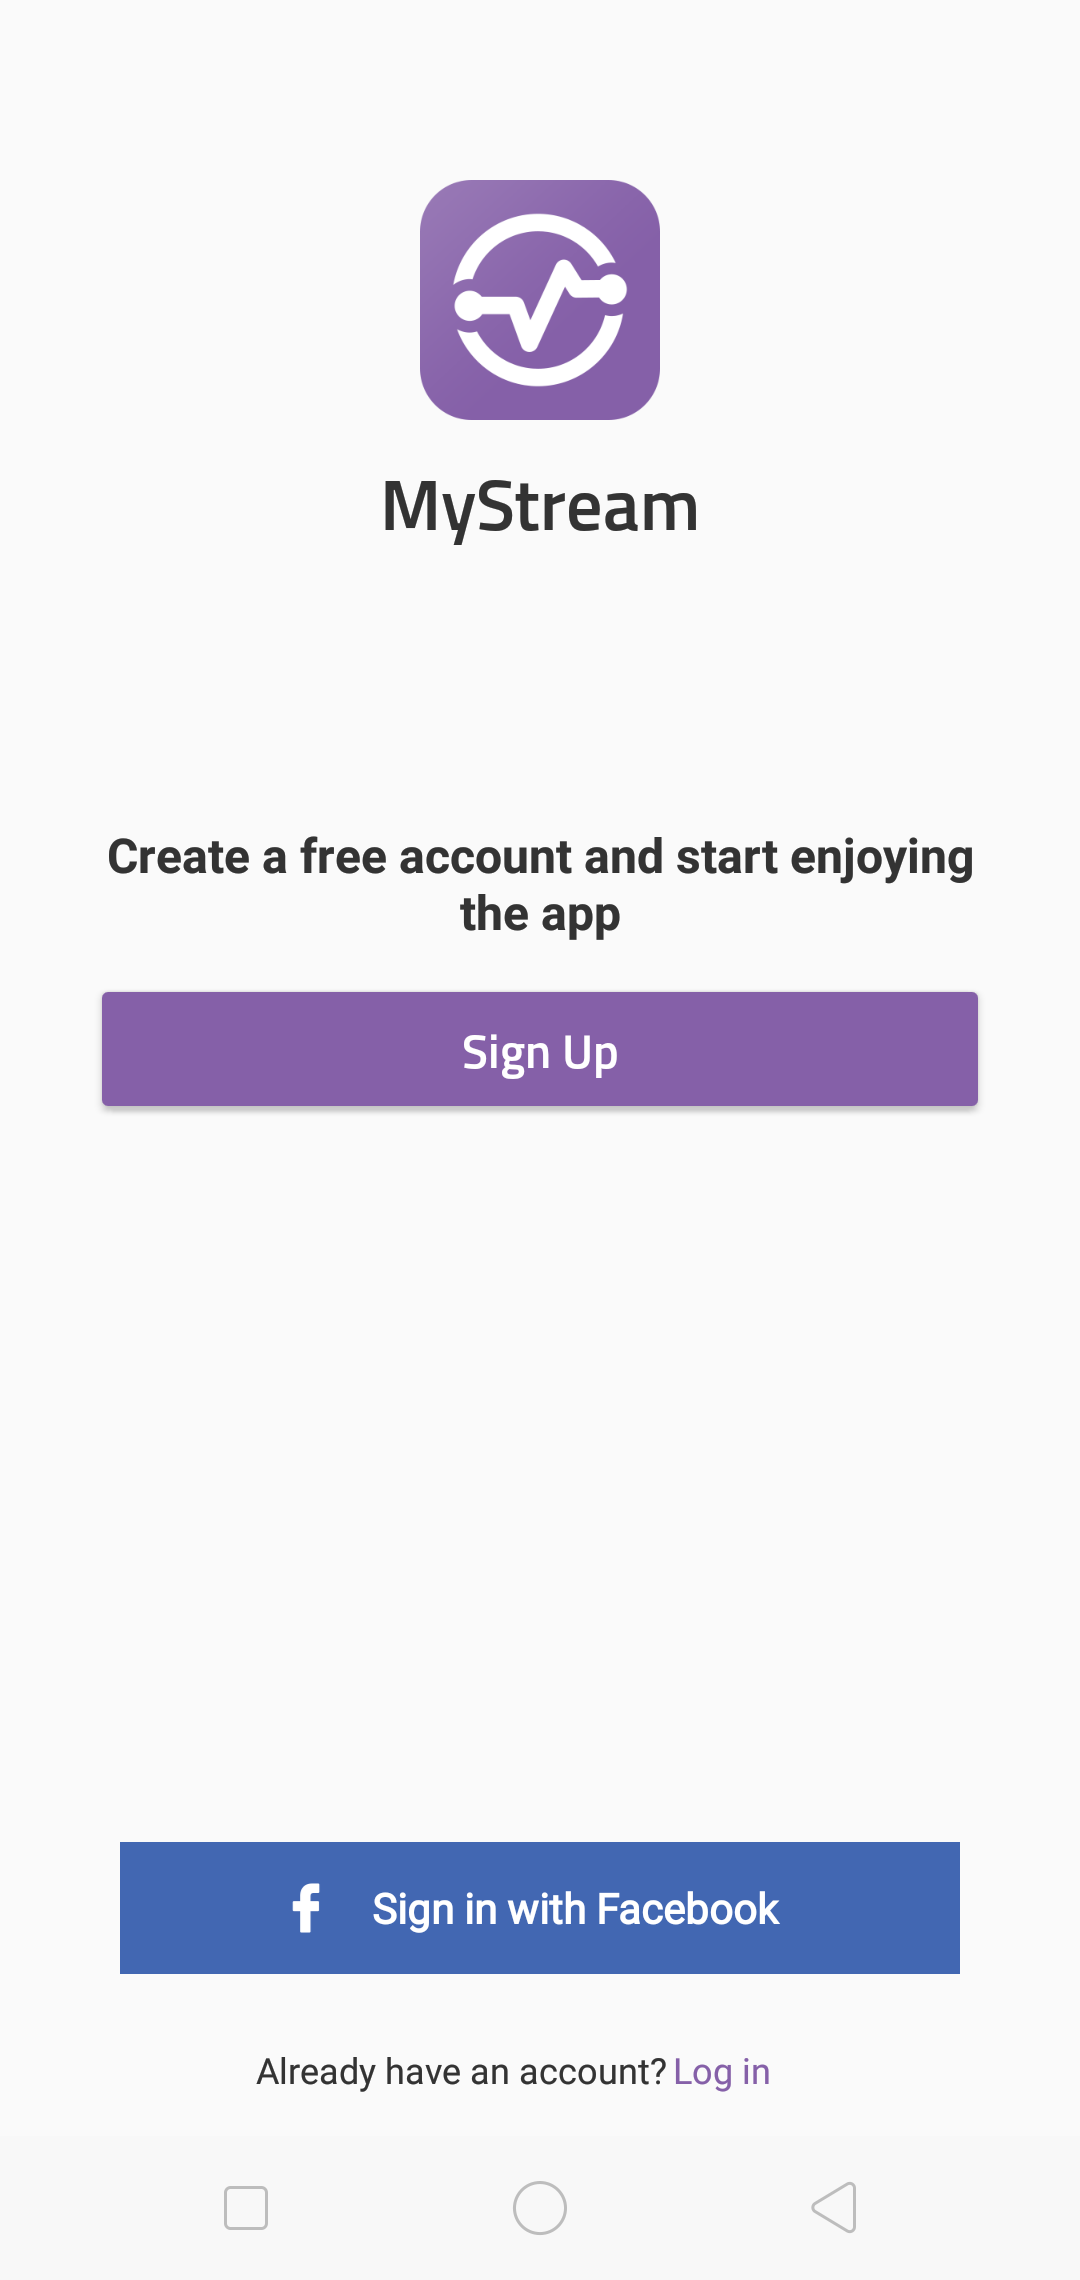 MyStream
Create a free account and start enjoying
the app
Sign Up
Sign in with Facebook
Already have an account? Log in